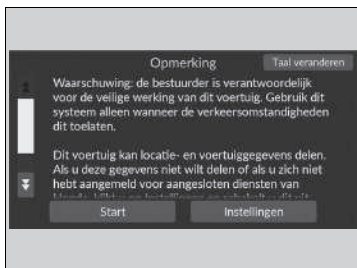 Opmerking
Taal veranderen
Waarschuwing: de bestuurder is verantwoordelijk
voor de veilige werking van dit voertuig. Gebruik dit
systeem alleen wanneer de verkeersomstandigheden
dit toelaten.
Dit voertuig kan locatie- en voertuiggegevens delen.
Als u deze gegevens niet wilt delen of als u zich niet
hebt aangemeld voor aangesloten diensten van
Start
Instellingen